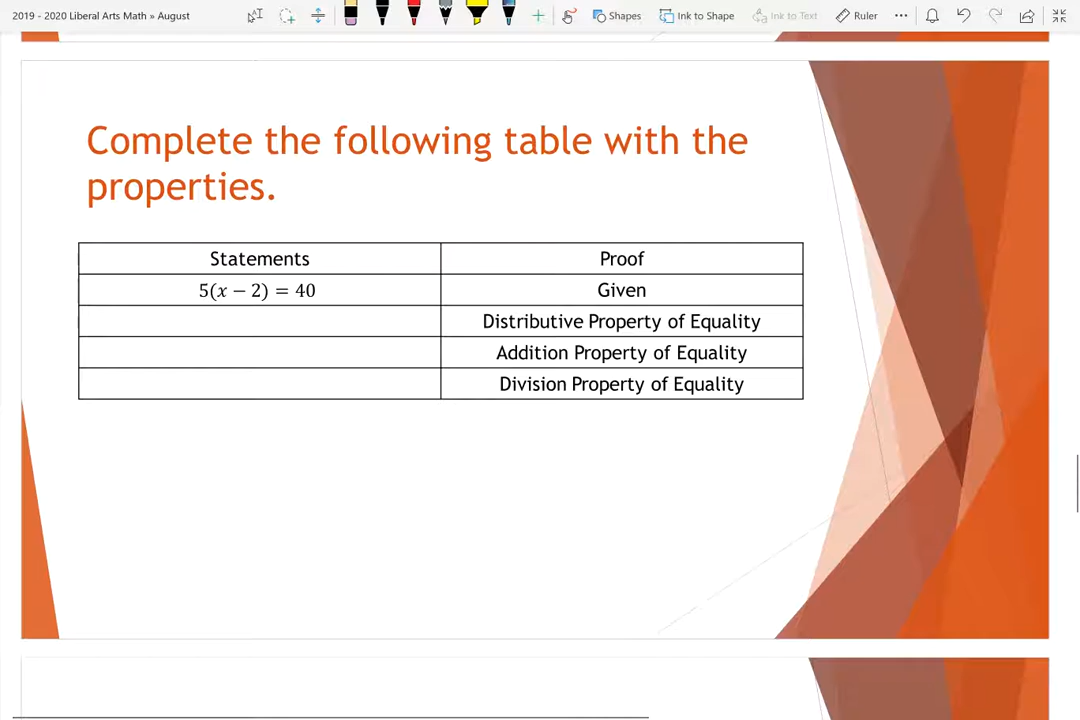 2019 - 2020 Liberal Arts Math » August
Shapes
Ink to Shape
Ink to Text
Ruler
Complete the following table with the
properties.
Statements
Proof
5(x − 2) = 40
Given
Distributive Property of Equality
Addition Property of Equality
Division Property of Equality